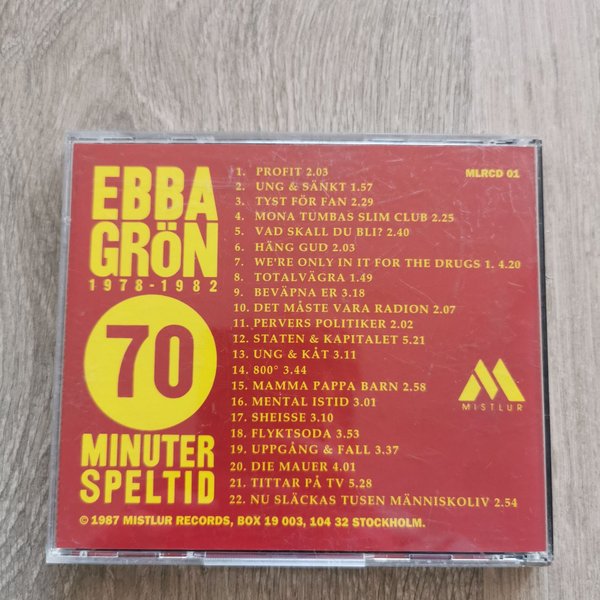 EBBA
GRÖN
1978-1982
70
MINUTER
SPELTID
1. PROFIT 2.03
2. UNG & SÄNKT 1.57
3. TYST FÖR FAN 2.29
4. MONA TUMBAS SLIM CLUB 2.25
5. VAD SKALL DU BLI? 2.40
6. HÄNG GUD 2.03
7. WE'RE ONLY IN IT FOR THE DRUGS 1. 4.20
8. TOTALVÄGRA 1.49
9. BEVÄPNA ER 3.18
10. DET MÅSTE VARA RADION 2.07
11. PERVERS POLITIKER 2.02
12. STATEN & KAPITALET 5.21
13. UNG & KÅT 3.11
14. 800° 3.44
15. MAMMA PAPPA BARN 2.58
16. MENTAL ISTID 3.01
17. SHEISSE 3.10
18. FLYKTSODA 3.53
19. UPPGÅNG & FALL 3.37
20. DIE MAUER 4.01
21. TITTAR PÅ TV 5.28
22. NU SLÄCKAS TUSEN MÄNNISKOLIV 2.54
MLRCD 01
MISTLUR
© 1987 MISTLUR RECORDS, BOX 19 003, 104 32 STOCKHOLM.